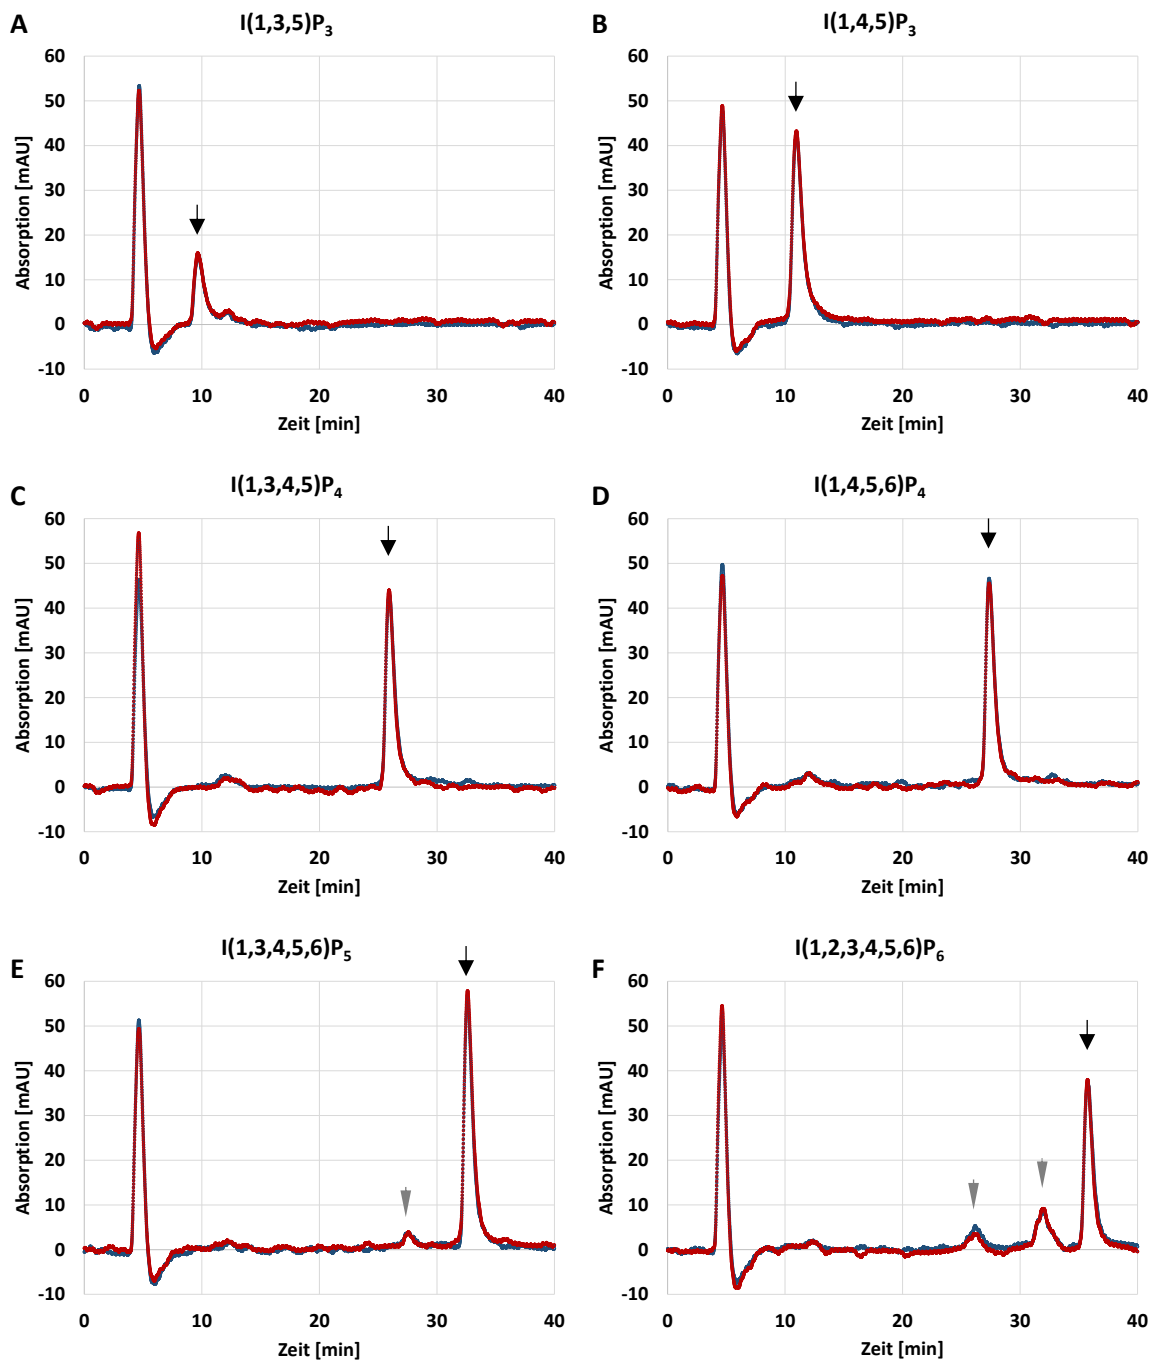 A
I(1,3,5)P₃
Absorption [mAU]
60
50
40
30
20
10
0
-10
0 10 20 30 40
Zeit [min]
B
I(1,4,5)P₃
Absorption [mAU]
60
50
40
30
20
10
0
-10
0 10 20 30 40
Zeit [min]
C
I(1,3,4,5)P₄
Absorption [mAU]
60
50
40
30
20
10
0
-10
0 10 20 30 40
Zeit [min]
D
I(1,4,5,6)P₄
Absorption [mAU]
60
50
40
30
20
10
0
-10
0 10 20 30 40
Zeit [min]
E
I(1,3,4,5,6)P₅
Absorption [mAU]
60
50
40
30
20
10
0
-10
0 10 20 30 40
Zeit [min]
F
I(1,2,3,4,5,6)P₆
Absorption [mAU]
60
50
40
30
20
10
0
-10
0 10 20 30 40
Zeit [min]